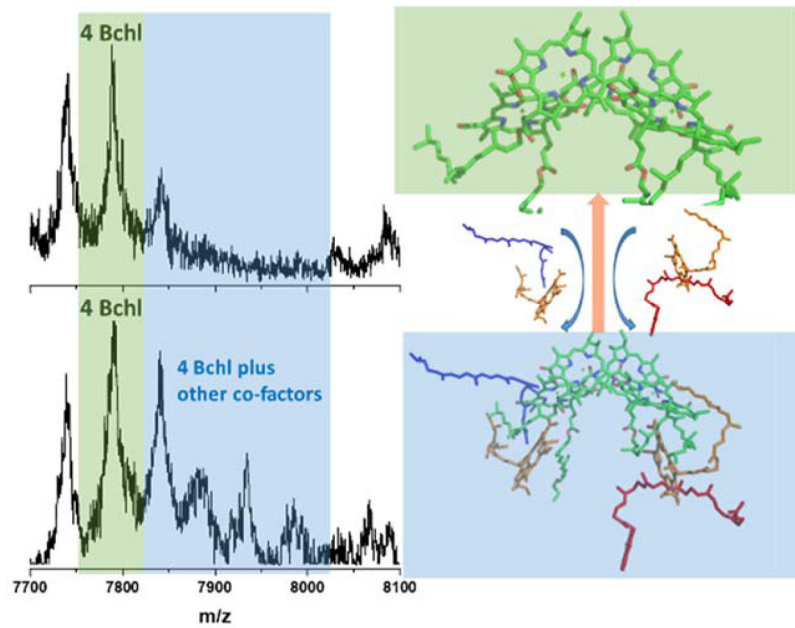 4 Bchl
4 Bchl
4 Bchl plus
other co-factors
7700 7800 7900 8000 8100
m/z